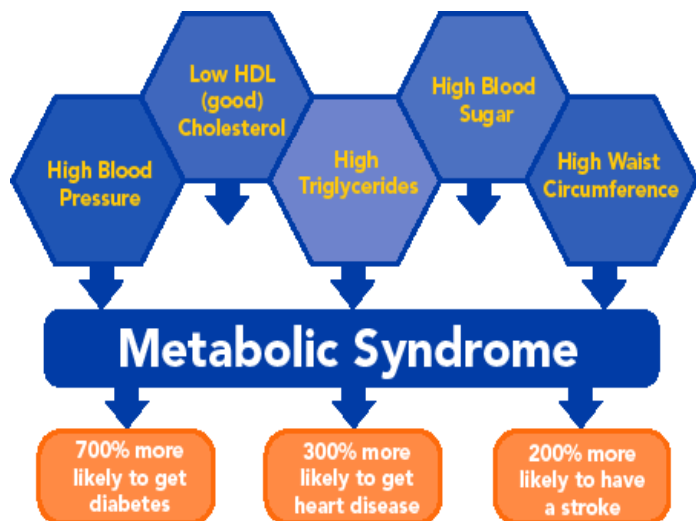 Low HDL
(good)
Cholesterol
High Blood
Sugar
High Blood
Pressure
High
Triglycerides
High Waist
Circumference
Metabolic Syndrome
700% more
likely to get
diabetes
300% more
likely to get
heart disease
200% more
likely to have
a stroke